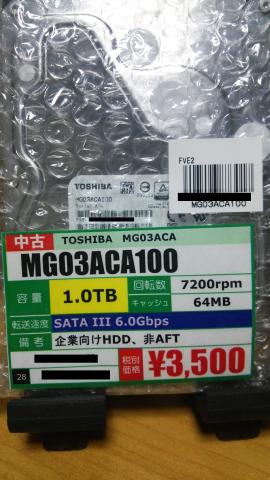 FVE2
MG03ACA100
TOSHIBA
MG03ACA100
中古 TOSHIBA MG03ACA
MG03ACA100
容量 1.0TB 回転数 7200rpm
キャッシュ 64MB
転送速度 SATA III 6.0Gbps
備考 企業向けHDD、非AFT
28 税別価格 ¥3,500